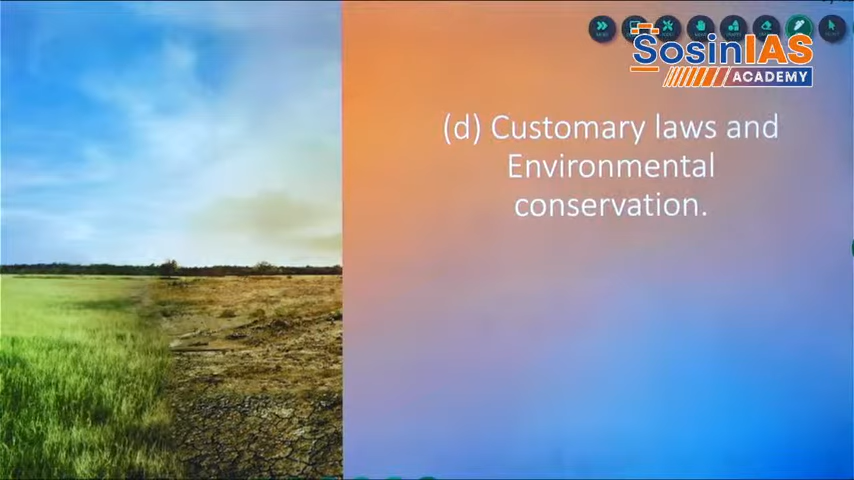 SosinIAS
ACADEMY
(d) Customary laws and
Environmental
conservation.